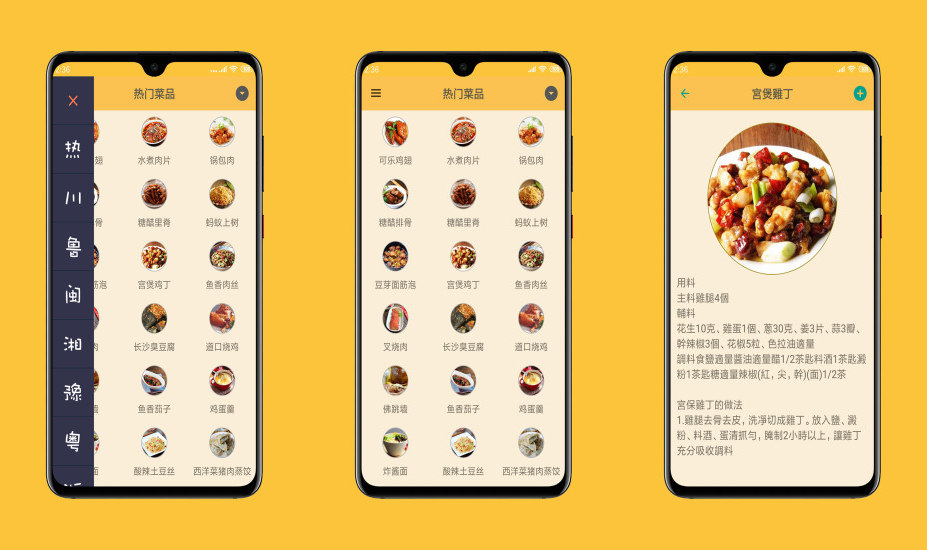 2:36
热门菜品
热
川
鲁
闽
湘
豫
粤
翅
水煮肉片
锅包肉
骨
糖醋里脊
蚂蚁上树
筋泡
宫煲鸡丁
鱼香肉丝
肉
长沙臭豆腐
道口烧鸡
墙
鱼香茄子
鸡蛋羹
面
酸辣土豆丝
西洋菜猪肉蒸饺
2:36
热门菜品
可乐鸡翅
水煮肉片
锅包肉
糖醋排骨
糖醋里脊
蚂蚁上树
豆芽面筋泡
宫煲鸡丁
鱼香肉丝
叉烧肉
长沙臭豆腐
道口烧鸡
佛跳墙
鱼香茄子
鸡蛋羹
炸酱面
酸辣土豆丝
西洋菜猪肉蒸饺
2:36
宮煲雞丁
用料
主料雞腿4個
輔料
花生10克、雞蛋1個、蔥30克、姜3片、蒜3瓣、
幹辣椒3個、花椒5粒、色拉油適量
調料食鹽適量醬油適量醋1/2茶匙料酒1茶匙澱
粉1茶匙糖適量辣椒(紅，尖，幹)(面)1/2茶
宮保雞丁的做法
1.雞腿去骨去皮，洗凈切成雞丁。放入鹽、澱
粉、料酒、蛋清抓勻，腌制2小時以上，讓雞丁
充分吸收調料